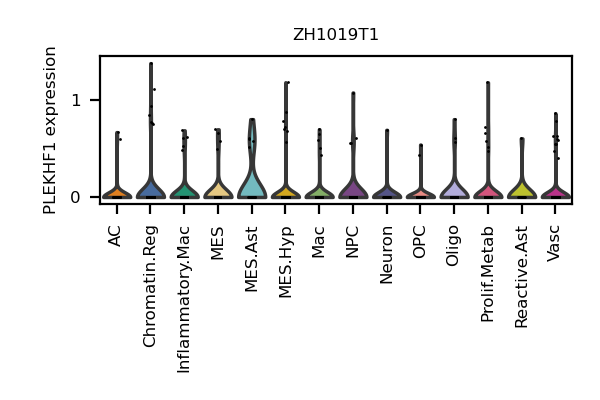 ZH1019T1
PLEKHF1 expression
1
0
AC
Chromatin.Reg
Inflammatory.Mac
MES
MES.Ast
MES.Hyp
Mac
NPC
Neuron
OPC
Oligo
Prolif.Metab
Reactive.Ast
Vasc